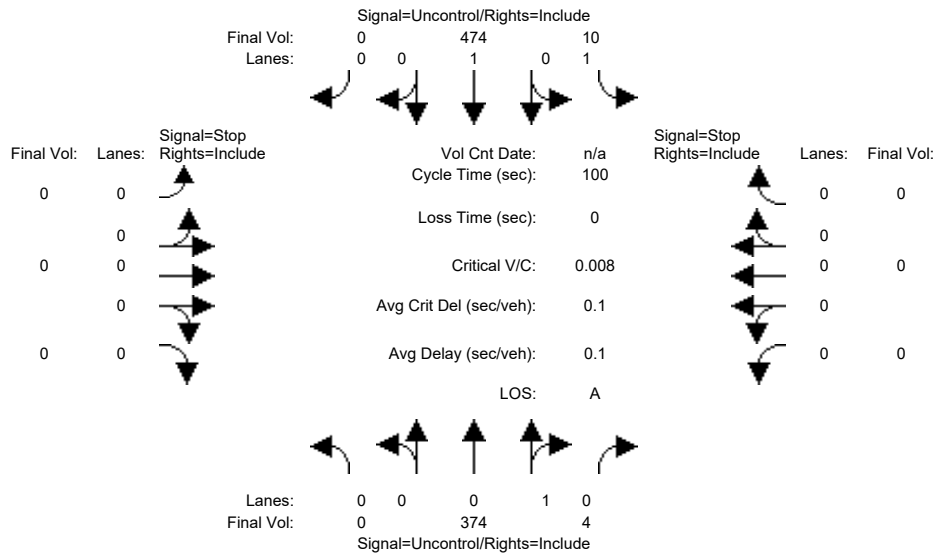 Signal=Uncontrol/Rights=Include
Final Vol: 0 474 10
Lanes: 0 0 1 0 1
Signal=Stop Signal=Stop
Final Vol: Lanes: Rights=Include Vol Cnt Date: n/a Rights=Include Lanes: Final Vol:
Cycle Time (sec): 100
0 0 0 0
Loss Time (sec): 0
0 0
0 0 Critical V/C: 0.008 0 0
0 Avg Crit Del (sec/veh): 0.1 0
0 0 Avg Delay (sec/veh): 0.1 0 0
LOS: A
Lanes: 0 0 0 1 0
Final Vol: 0 374 4
Signal=Uncontrol/Rights=Include